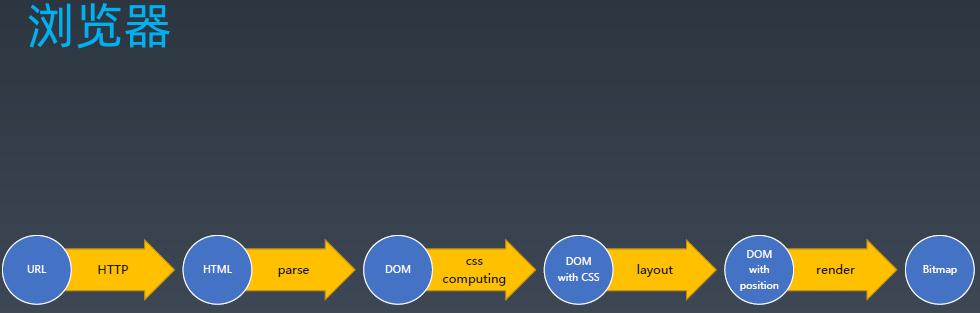 浏览器
URL
HTTP
HTML
parse
DOM
css
computing
DOM
with CSS
layout
DOM
with
position
render
Bitmap